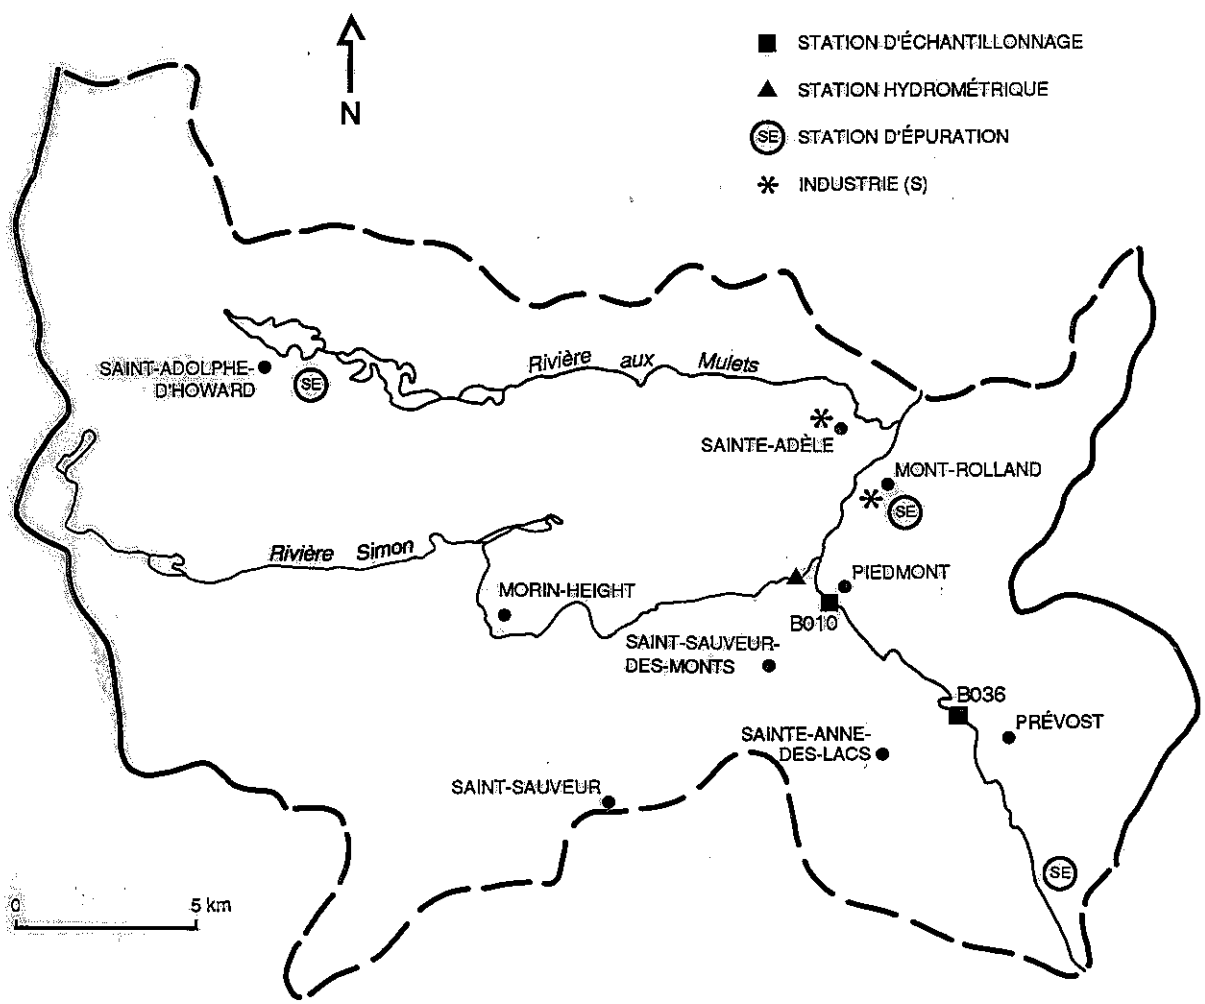 STATION D'ÉCHANTILLONNAGE
N
STATION HYDROMÉTRIQUE
SE STATION D'ÉPURATION
INDUSTRIE (S)
Rivière aux Mulets
SAINT-ADOLPHE-
D'HOWARD
SE
SAINTE-ADÈLE
MONT-ROLLAND
SE
Rivière Simon
PIEDMONT
MORIN-HEIGHT
B010
SAINT-SAUVEUR-
DES-MONTS
B036
PRÉVOST
SAINTE-ANNE-
DES-LACS
SAINT-SAUVEUR
SE
0 5 km